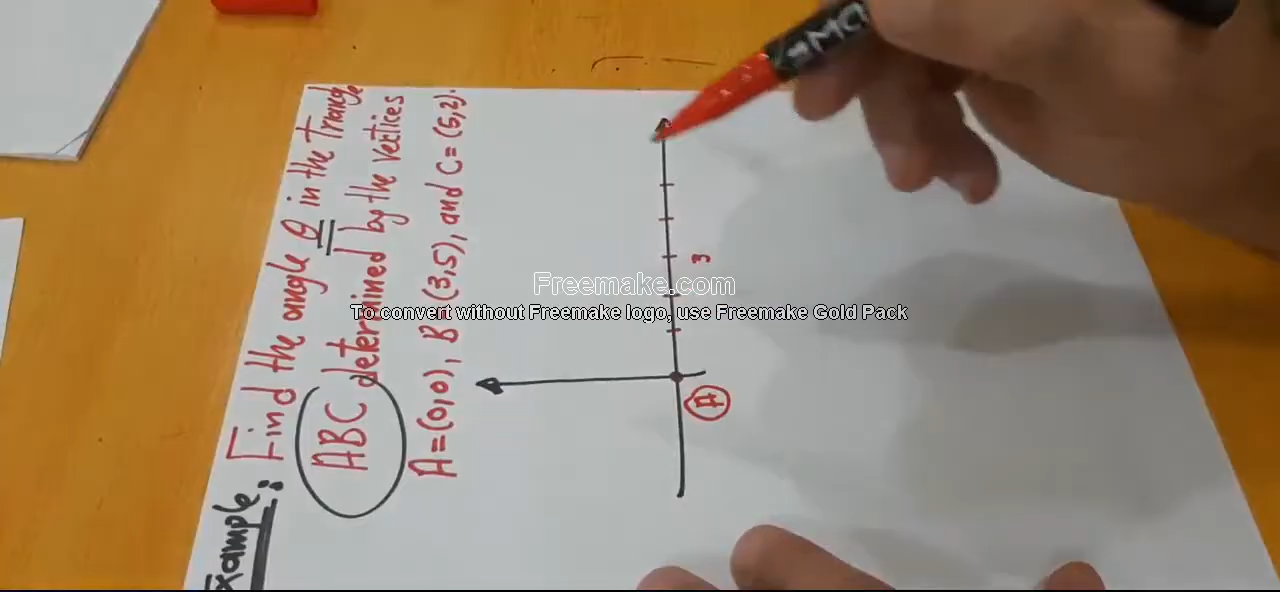 Example: Find the angle θ in the triangle
ABC determined by the vertices
A=(0,0), B=(3,5), and C=(5,2).
3
A
Freemake.com
To convert without Freemake logo, use Freemake Gold Pack